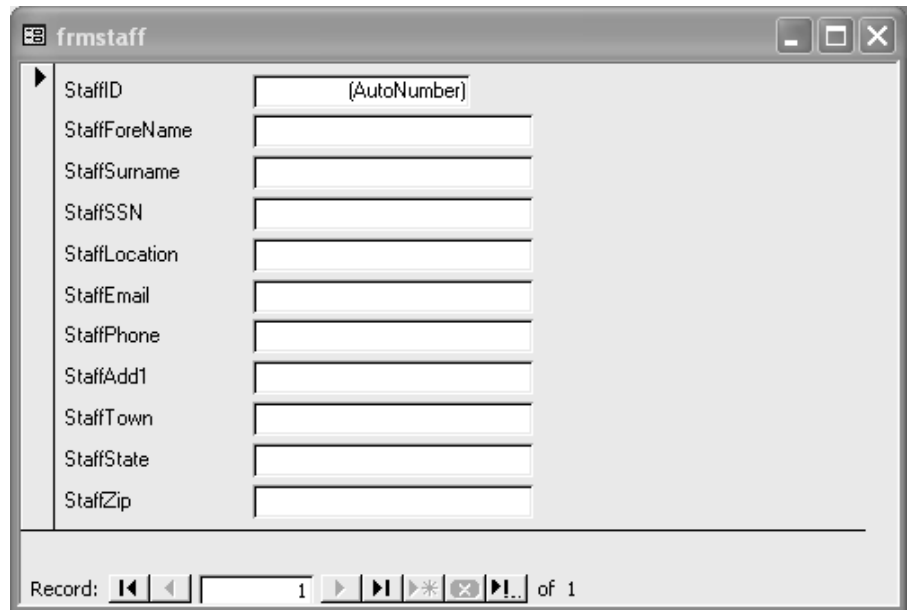 frmstaff
StaffID (AutoNumber)
StaffForeName
StaffSurname
StaffSSN
StaffLocation
StaffEmail
StaffPhone
StaffAdd1
StaffTown
StaffState
StaffZip
Record: 1 of 1